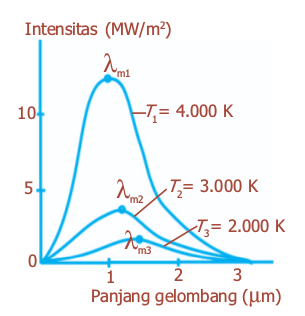 Intensitas (MW/m²)
λm1
10
T1 = 4.000 K
5
λm2
T2 = 3.000 K
λm3
T3 = 2.000 K
0
1 2 3
Panjang gelombang (μm)